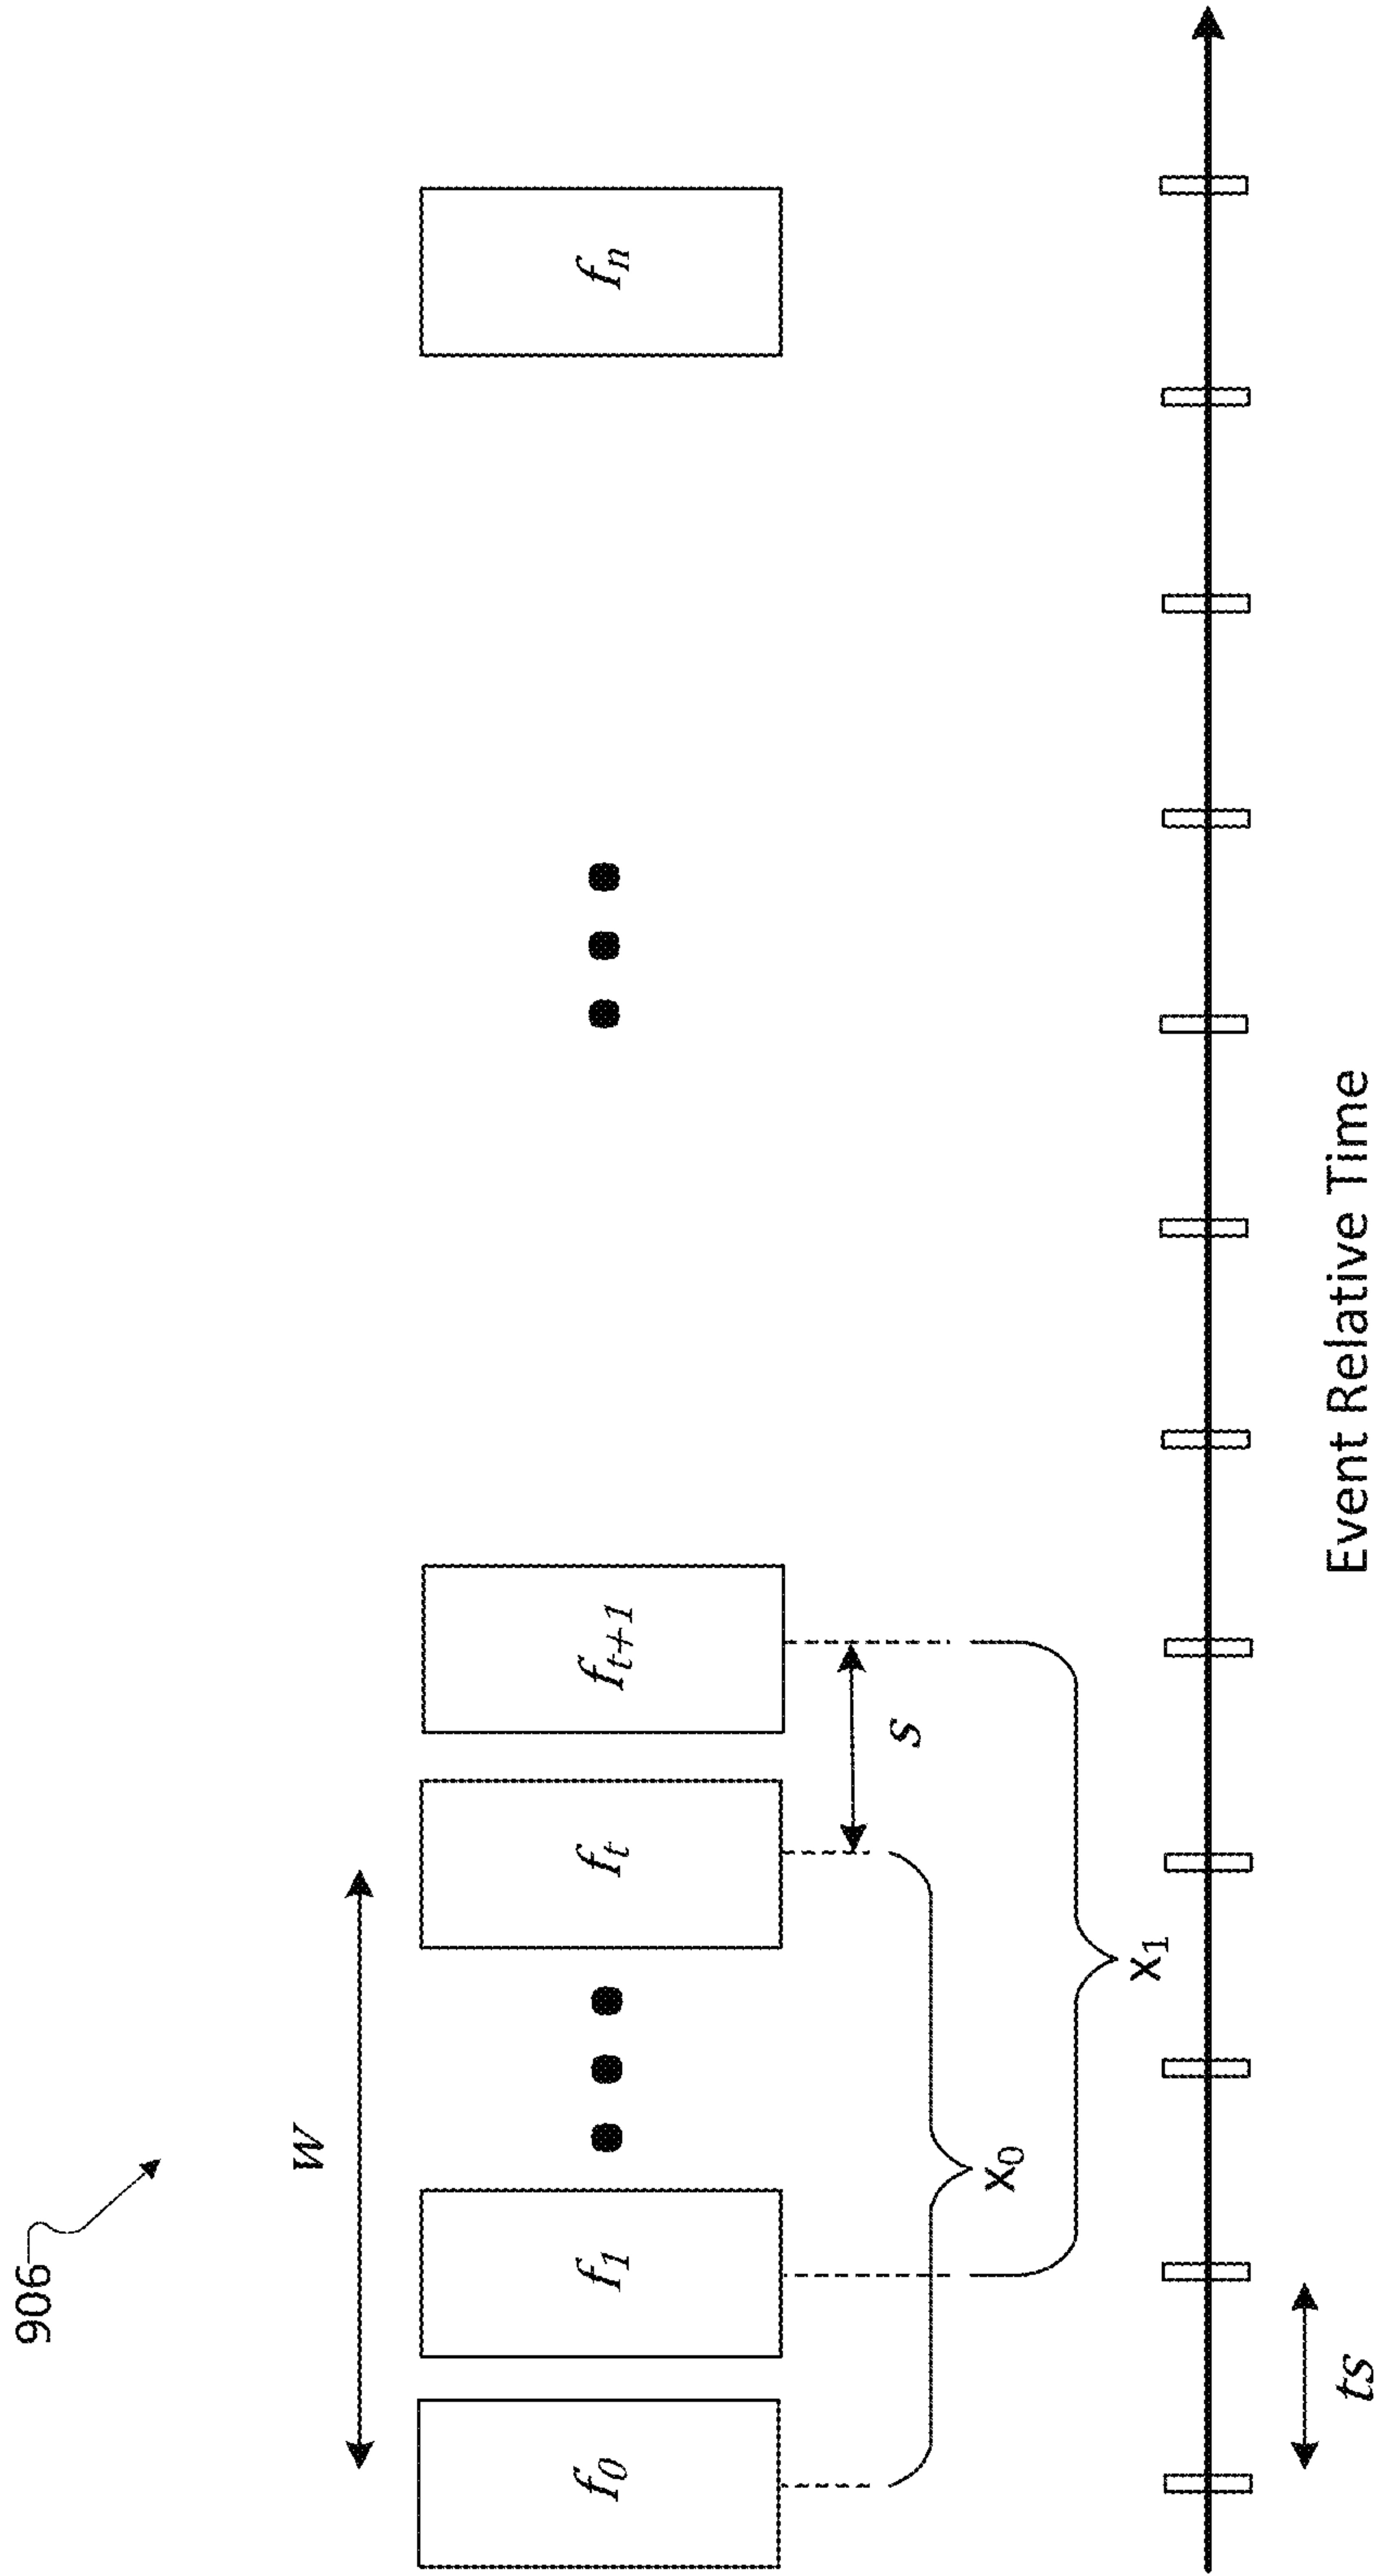 906
w
f₀
f₁
fₜ
fₜ₊₁
fₙ
s
x₀
x₁
ts
Event Relative Time